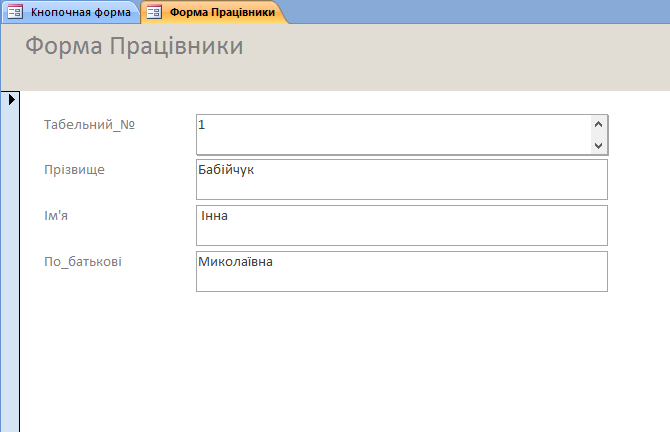 Кнопочная форма Форма Працівники
Форма Працівники
Табельний_№ 1
Прізвище Бабійчук
Ім'я Інна
По_батькові Миколаївна